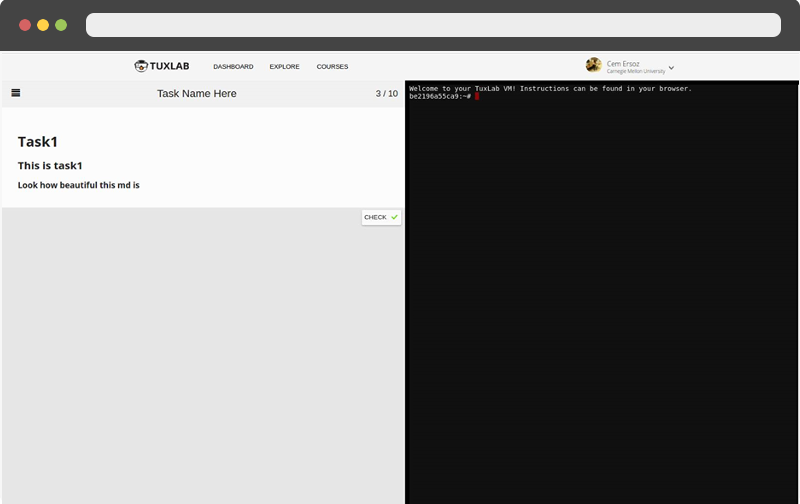 TUXLAB DASHBOARD EXPLORE COURSES
Cem Ersoz
Carnegie Mellon University
Task Name Here 3 / 10
Task1
This is task1
Look how beautiful this md is
CHECK
Welcome to your TuxLab VM! Instructions can be found in your browser.
be2196a55ca9:~#